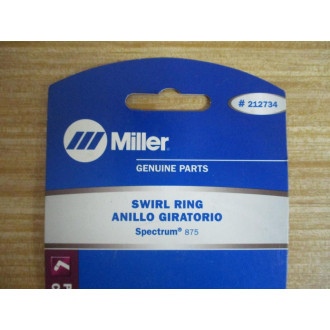 # 212734
Miller
GENUINE PARTS
SWIRL RING
ANILLO GIRATORIO
Spectrum® 875